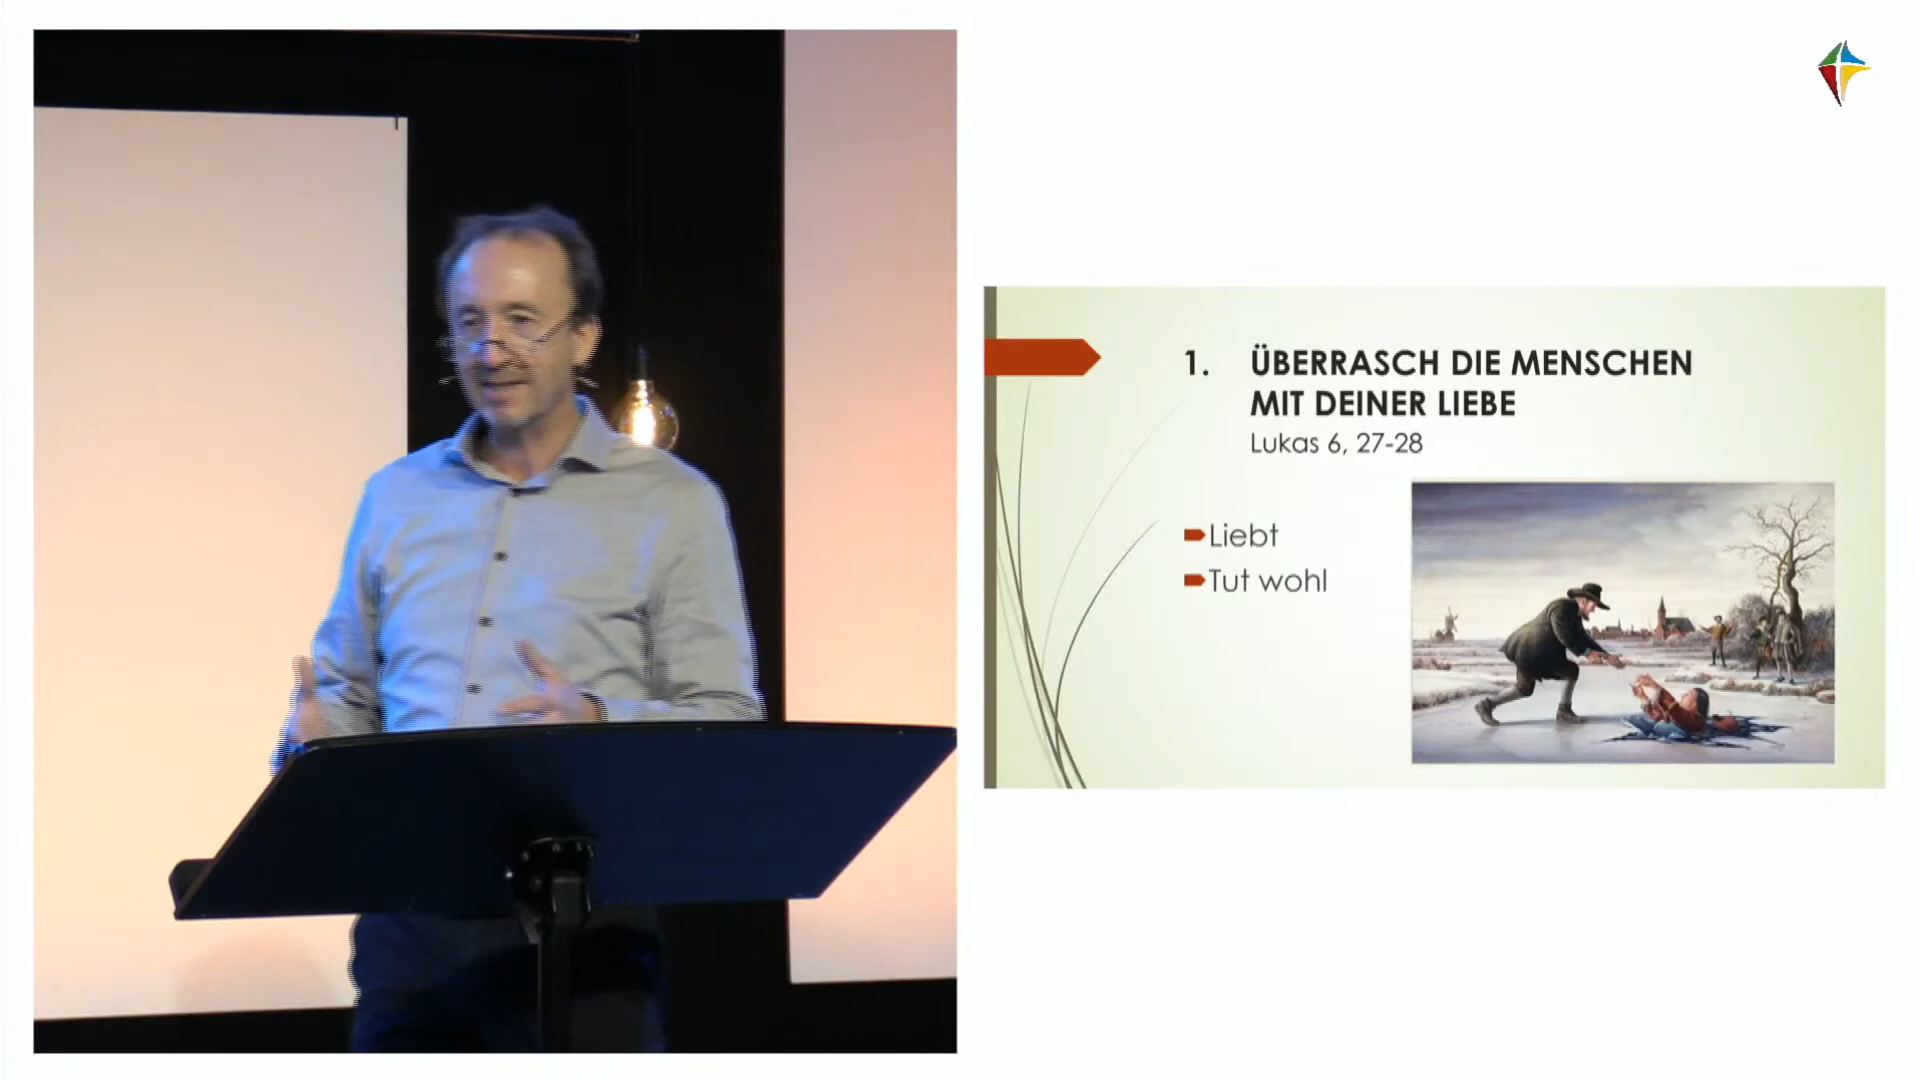 1. ÜBERRASCH DIE MENSCHEN
MIT DEINER LIEBE
Lukas 6, 27-28
Liebt
Tut wohl